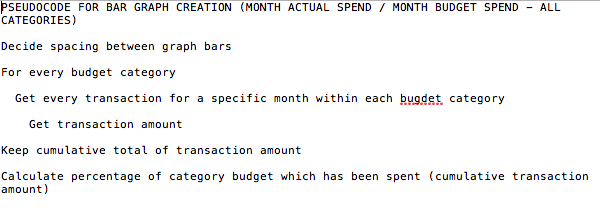 PSEUDOCODE FOR BAR GRAPH CREATION (MONTH ACTUAL SPEND / MONTH BUDGET SPEND – ALL
CATEGORIES)
Decide spacing between graph bars
For every budget category
Get every transaction for a specific month within each bugdet category
Get transaction amount
Keep cumulative total of transaction amount
Calculate percentage of category budget which has been spent (cumulative transaction
amount)